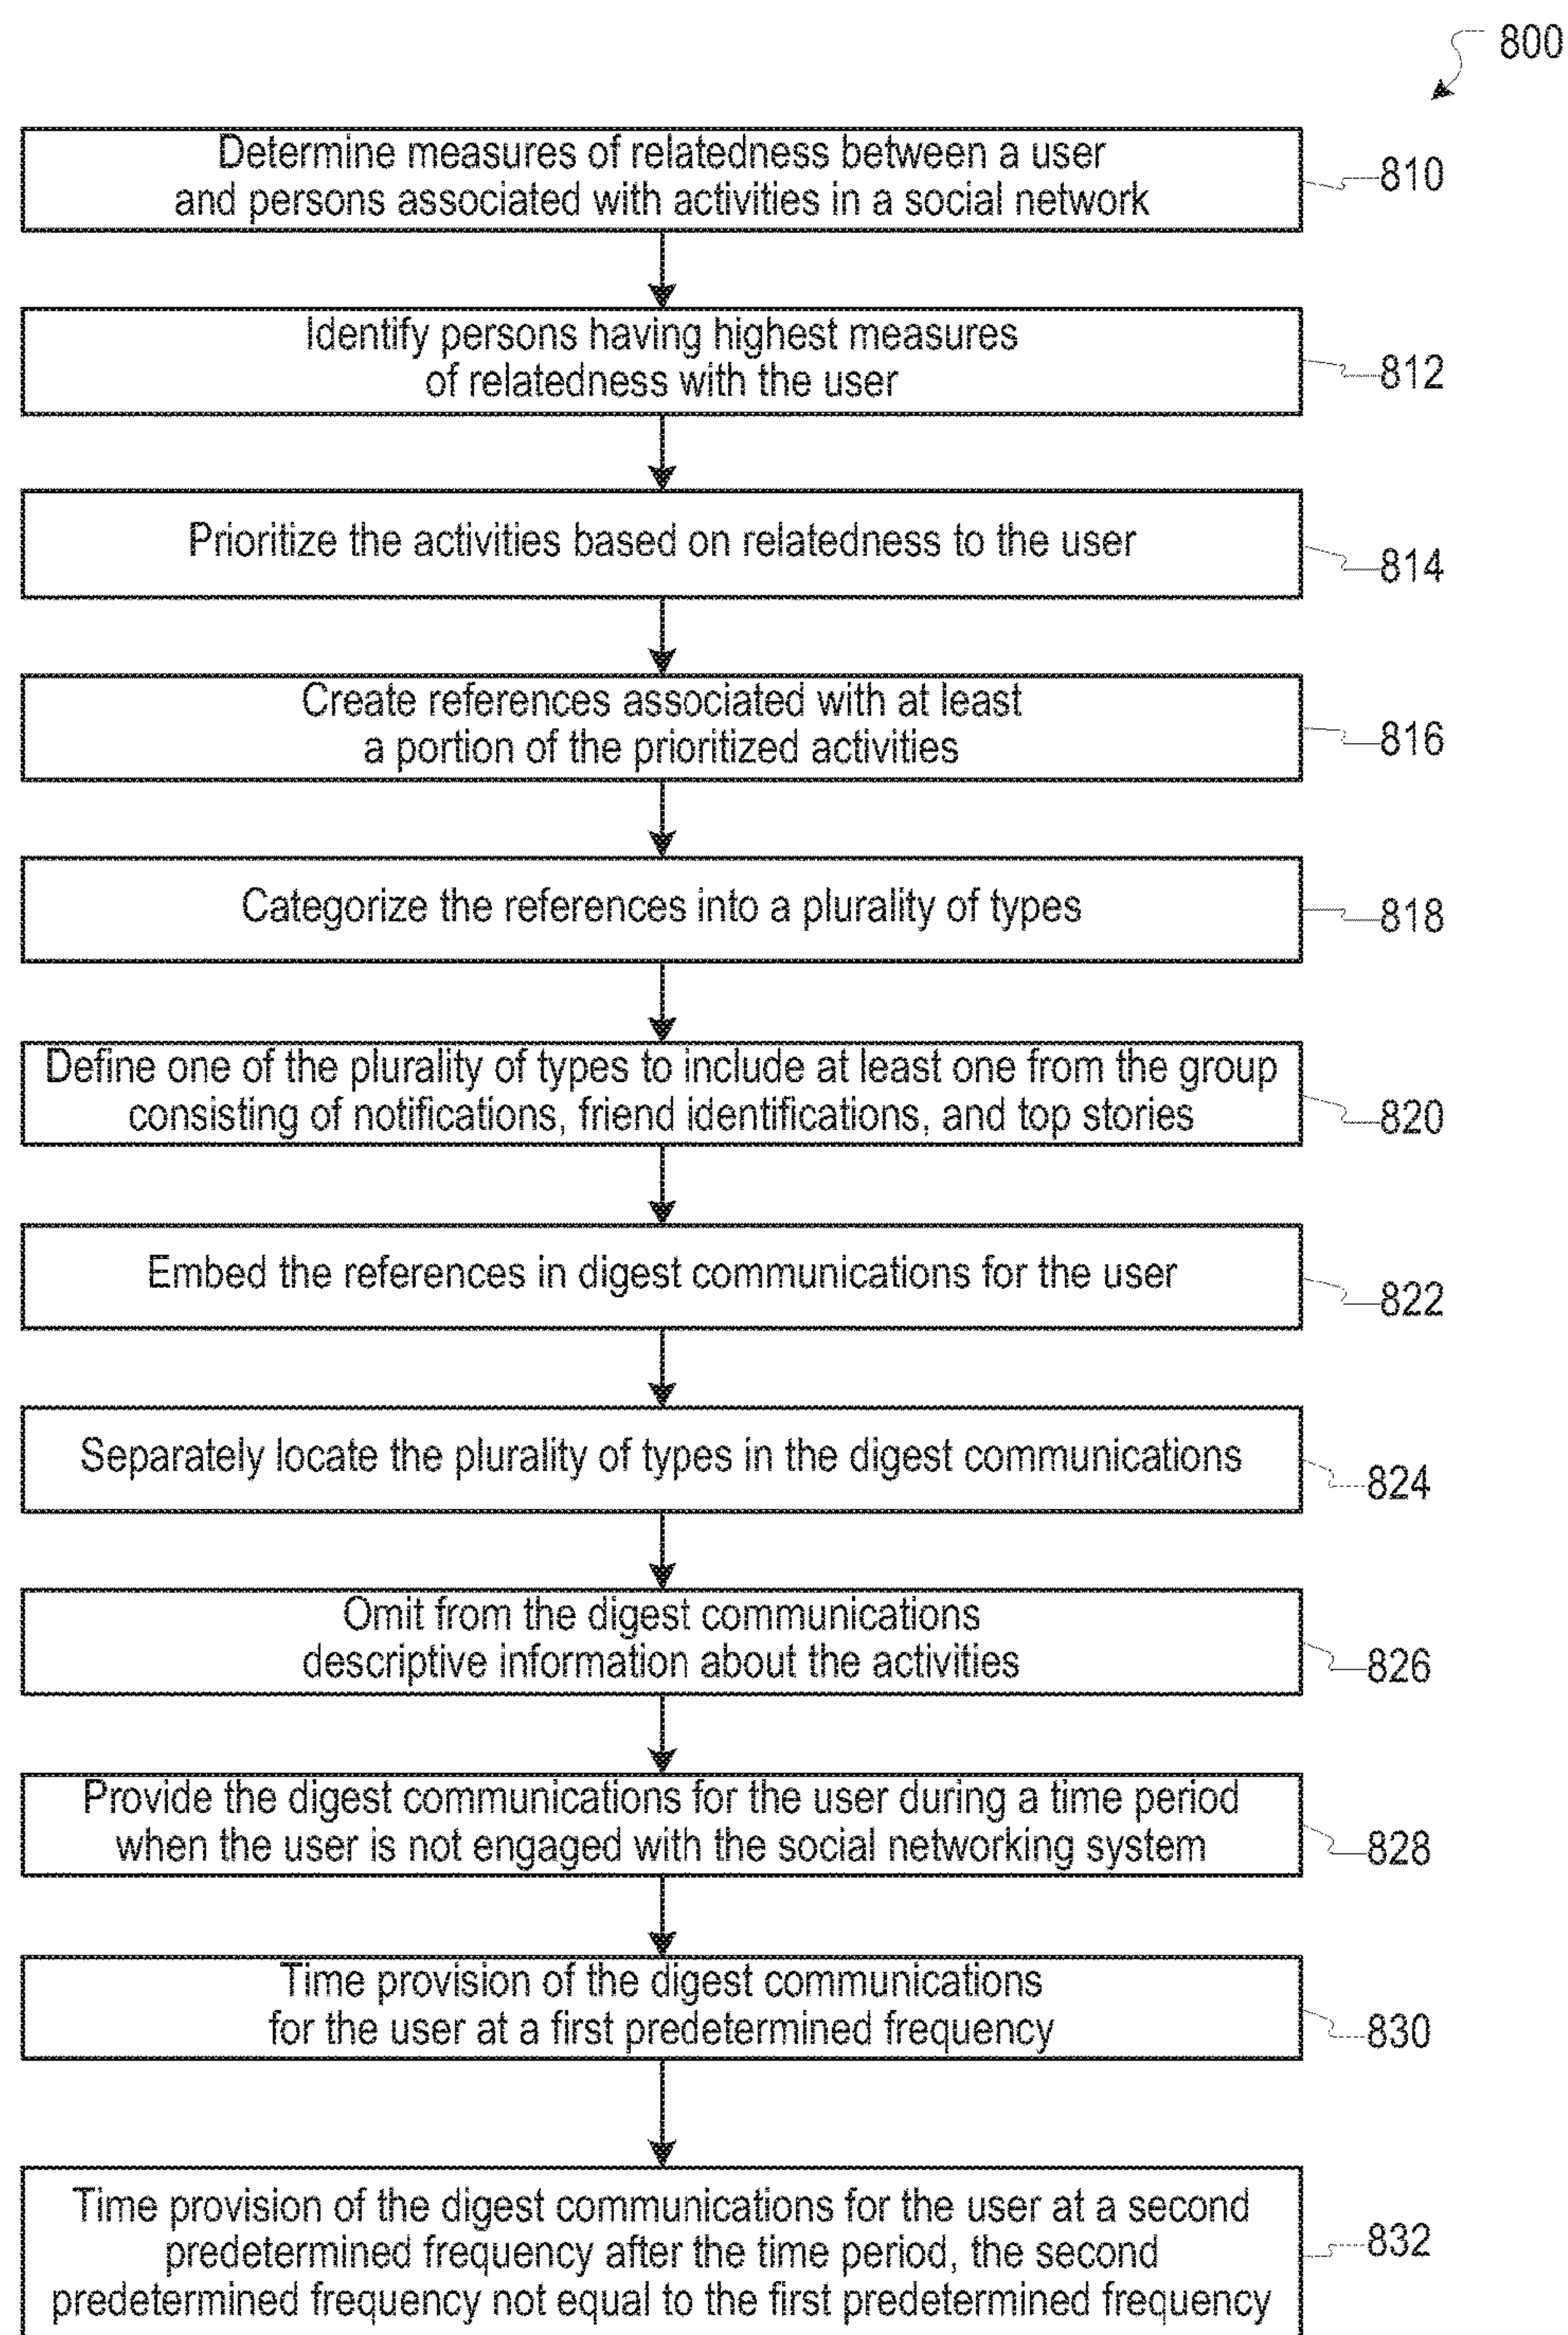 800
Determine measures of relatedness between a user
and persons associated with activities in a social network
810
Identify persons having highest measures
of relatedness with the user
812
Prioritize the activities based on relatedness to the user
814
Create references associated with at least
a portion of the prioritized activities
816
Categorize the references into a plurality of types
818
Define one of the plurality of types to include at least one from the group
consisting of notifications, friend identifications, and top stories
820
Embed the references in digest communications for the user
822
Separately locate the plurality of types in the digest communications
824
Omit from the digest communications
descriptive information about the activities
826
Provide the digest communications for the user during a time period
when the user is not engaged with the social networking system
828
Time provision of the digest communications
for the user at a first predetermined frequency
830
Time provision of the digest communications for the user at a second
predetermined frequency after the time period, the second
predetermined frequency not equal to the first predetermined frequency
832